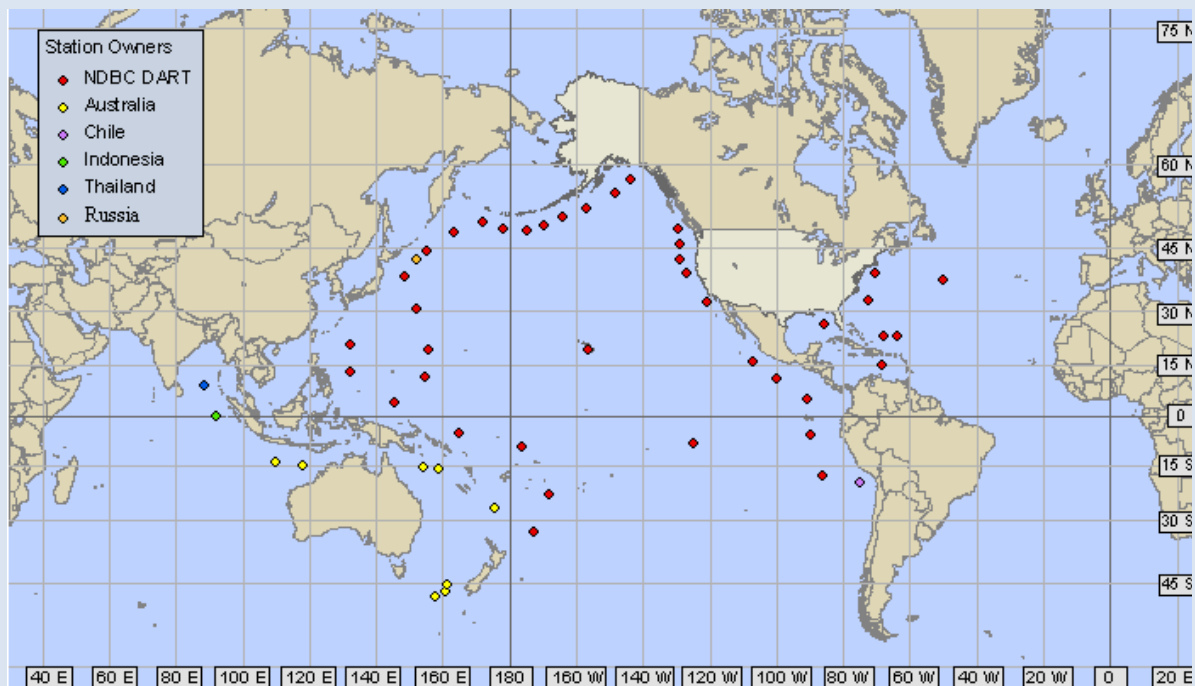 Station Owners
NDBC DART
Australia
Chile
Indonesia
Thailand
Russia
75 N
60 N
45 N
30 N
15 N
0
15 S
30 S
45 S
40 E 60 E 80 E 100 E 120 E 140 E 160 E 180 160 W 140 W 120 W 100 W 80 W 60 W 40 W 20 W 0 20 E